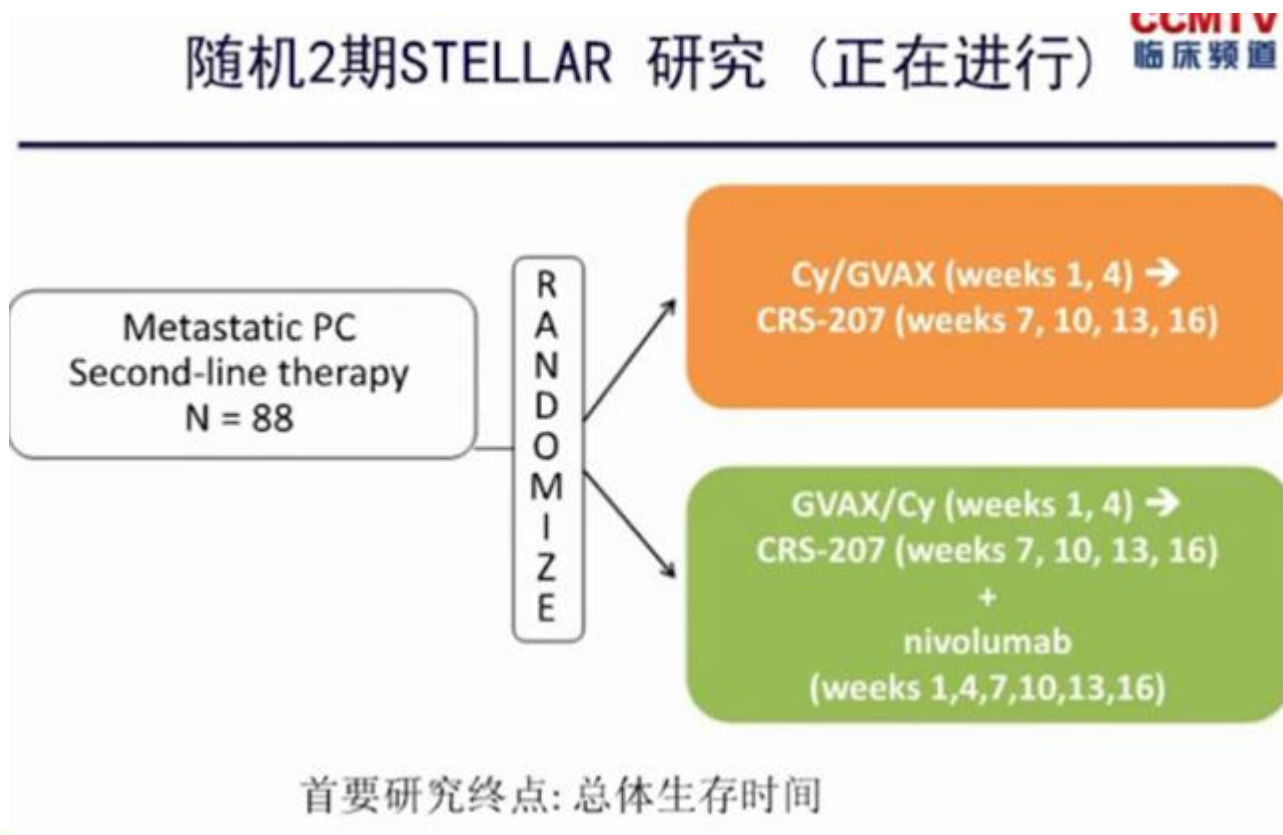 CCMTV
临床频道
随机2期STELLAR 研究 (正在进行)
Metastatic PC
Second-line therapy
N = 88
RANDOMIZE
Cy/GVAX (weeks 1, 4) ➔
CRS-207 (weeks 7, 10, 13, 16)
GVAX/Cy (weeks 1, 4) ➔
CRS-207 (weeks 7, 10, 13, 16)
+
nivolumab
(weeks 1,4,7,10,13,16)
首要研究终点: 总体生存时间